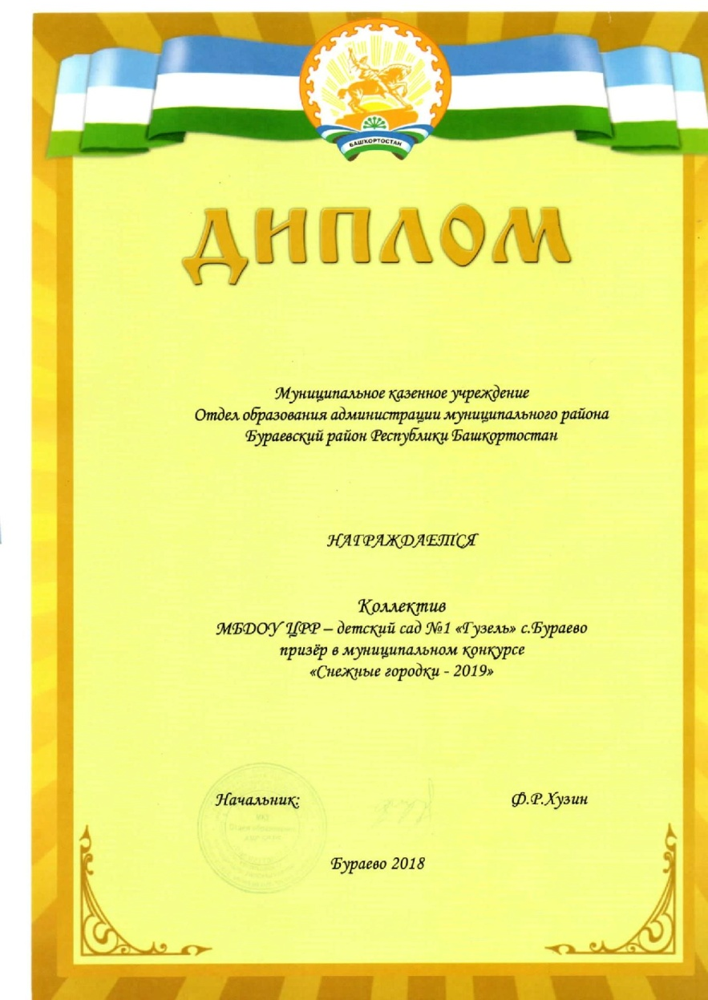 БАШҠОРТОСТАН
ДИПЛОМ
Муниципальное казенное учреждение
Отдел образования администрации муниципального района
Бураевский район Республики Башкортостан
НАГРАЖДАЕТСЯ
Коллектив
МБДОУ ЦРР – детский сад №1 «Гузель» с.Бураево
призёр в муниципальном конкурсе
«Снежные городки - 2019»
Начальник: Ф.Р.Хузин
Бураево 2018